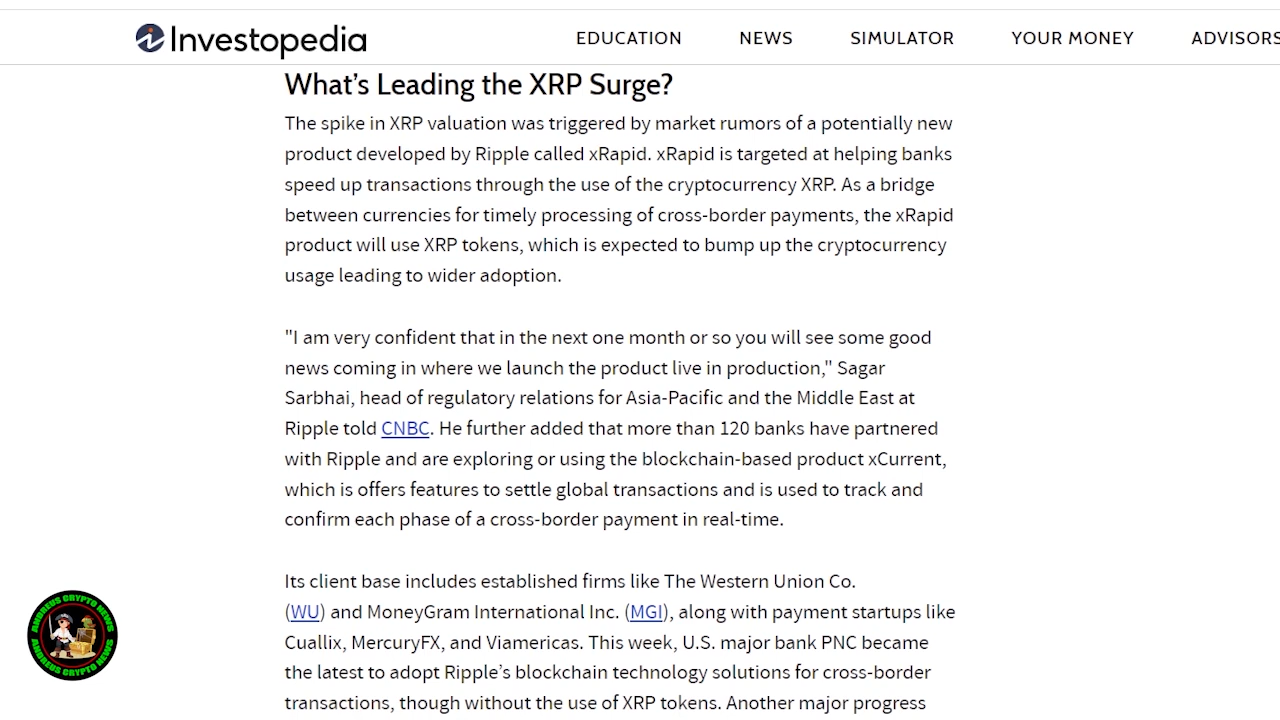 Investopedia
EDUCATION NEWS SIMULATOR YOUR MONEY ADVISORS
What’s Leading the XRP Surge?
The spike in XRP valuation was triggered by market rumors of a potentially new
product developed by Ripple called xRapid. xRapid is targeted at helping banks
speed up transactions through the use of the cryptocurrency XRP. As a bridge
between currencies for timely processing of cross-border payments, the xRapid
product will use XRP tokens, which is expected to bump up the cryptocurrency
usage leading to wider adoption.
"I am very confident that in the next one month or so you will see some good
news coming in where we launch the product live in production," Sagar
Sarbhai, head of regulatory relations for Asia-Pacific and the Middle East at
Ripple told CNBC. He further added that more than 120 banks have partnered
with Ripple and are exploring or using the blockchain-based product xCurrent,
which is offers features to settle global transactions and is used to track and
confirm each phase of a cross-border payment in real-time.
Its client base includes established firms like The Western Union Co.
(WU) and MoneyGram International Inc. (MGI), along with payment startups like
Cuallix, MercuryFX, and Viamericas. This week, U.S. major bank PNC became
the latest to adopt Ripple’s blockchain technology solutions for cross-border
transactions, though without the use of XRP tokens. Another major progress
ANDREUS CRYPTO NEWS
ANDREUS CRYPTO NEWS